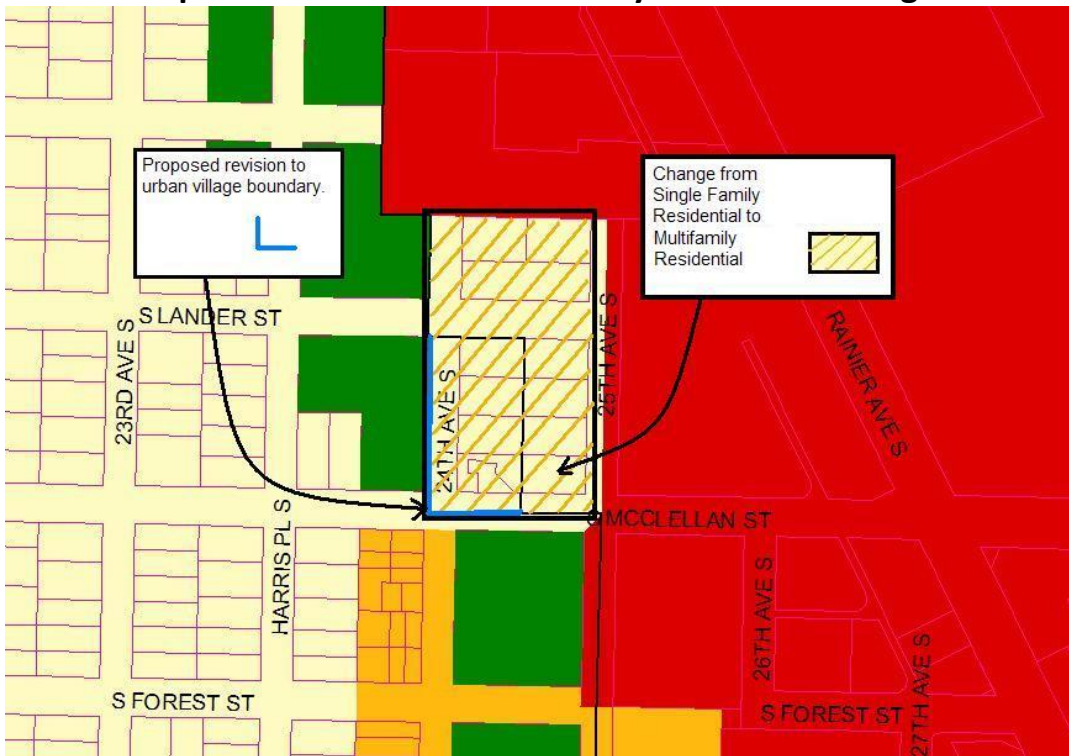 Proposed revision to
urban village boundary.
Change from
Single Family
Residential to
Multifamily
Residential
S LANDER ST
23RD AVE S
24TH AVE S
25TH AVE S
RAINIER AVE S
HARRIS PL S
S MCCLELLAN ST
26TH AVE S
27TH AVE S
S FOREST ST
S FOREST ST